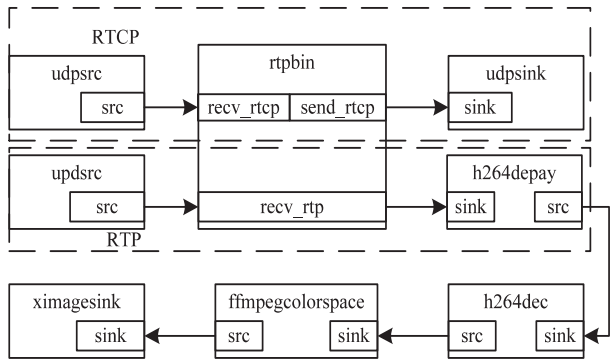 RTCP
udpsrc
src
rtpbin
recv_rtcp
send_rtcp
udpsink
sink
updsrc
src
RTP
recv_rtp
h264depay
sink
src
ximagesink
sink
ffmpegcolorspace
src
sink
h264dec
src
sink